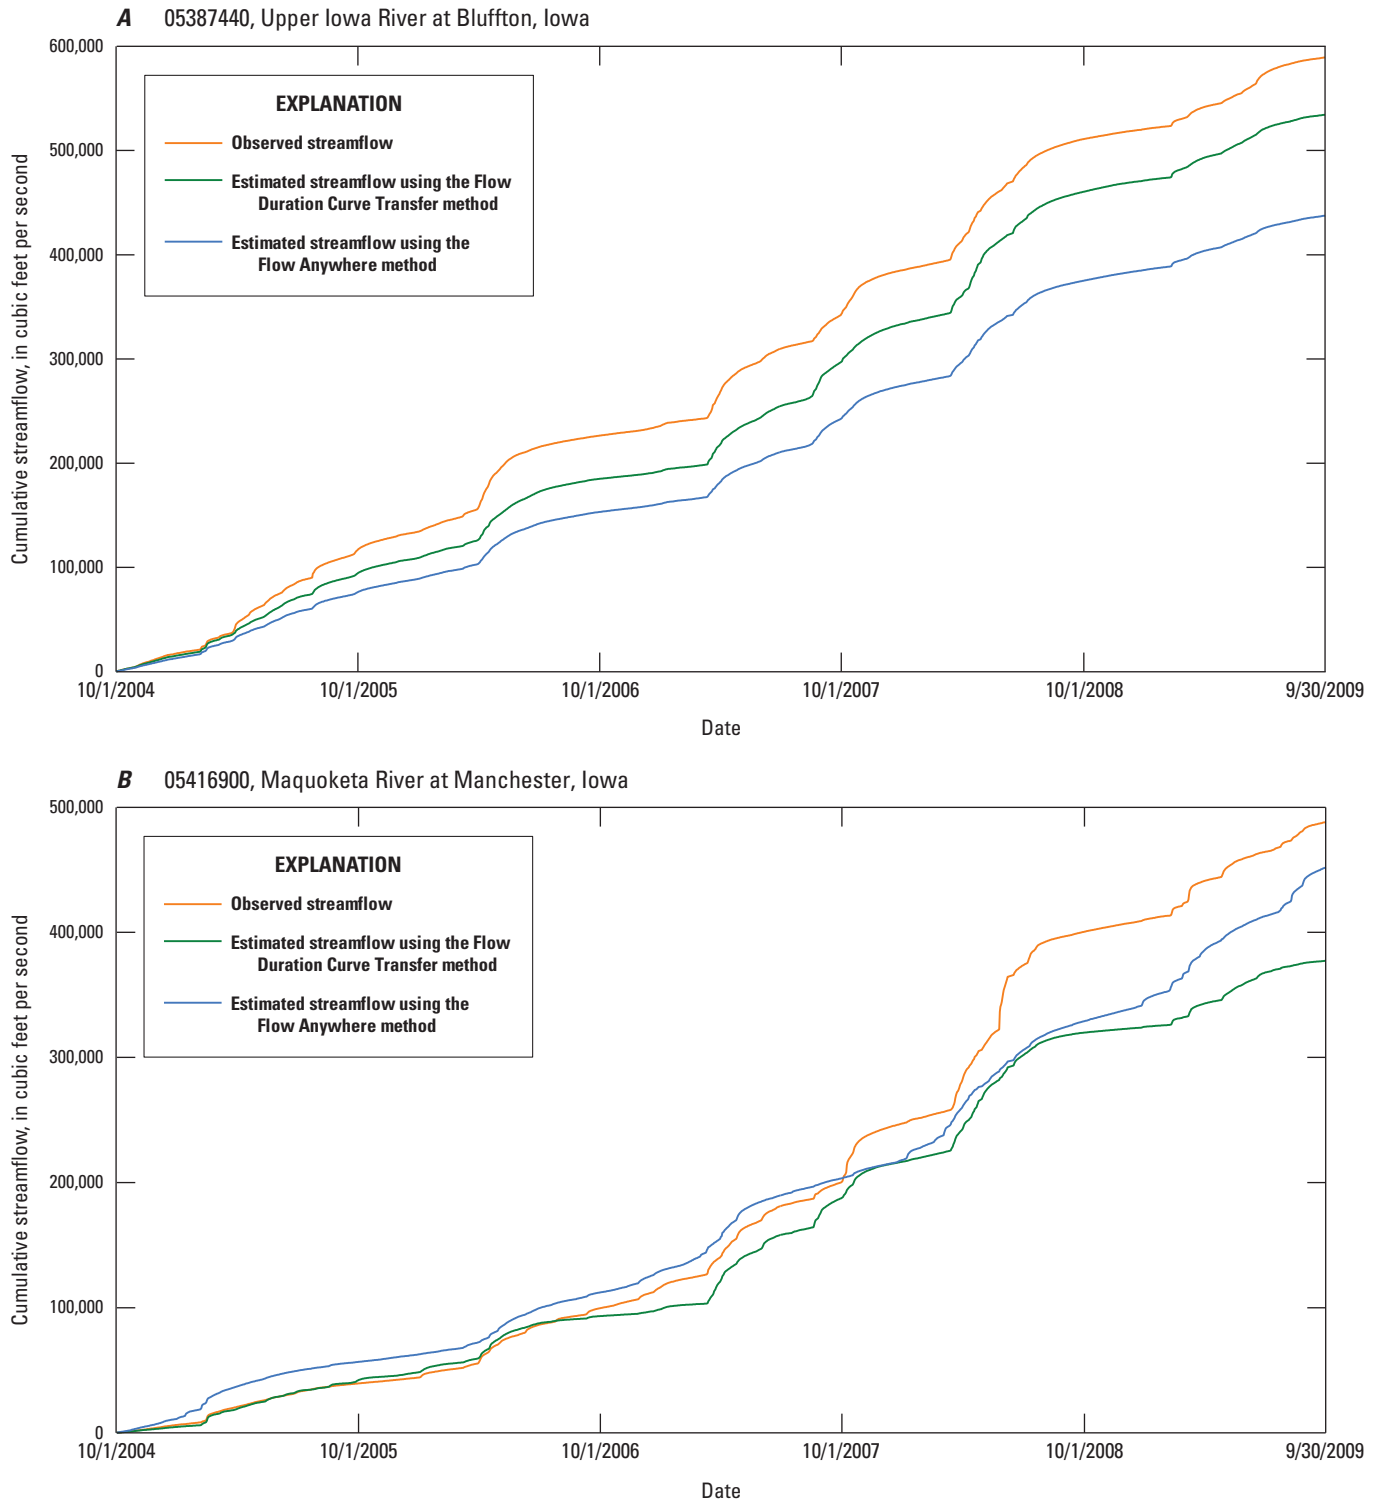 A 05387440, Upper Iowa River at Bluffton, Iowa
Cumulative streamflow, in cubic feet per second
600,000
500,000
400,000
300,000
200,000
100,000
0
EXPLANATION
Observed streamflow
Estimated streamflow using the Flow
Duration Curve Transfer method
Estimated streamflow using the
Flow Anywhere method
10/1/2004
10/1/2005
10/1/2006
10/1/2007
10/1/2008
9/30/2009
Date
B 05416900, Maquoketa River at Manchester, Iowa
Cumulative streamflow, in cubic feet per second
500,000
400,000
300,000
200,000
100,000
0
EXPLANATION
Observed streamflow
Estimated streamflow using the Flow
Duration Curve Transfer method
Estimated streamflow using the
Flow Anywhere method
10/1/2004
10/1/2005
10/1/2006
10/1/2007
10/1/2008
9/30/2009
Date